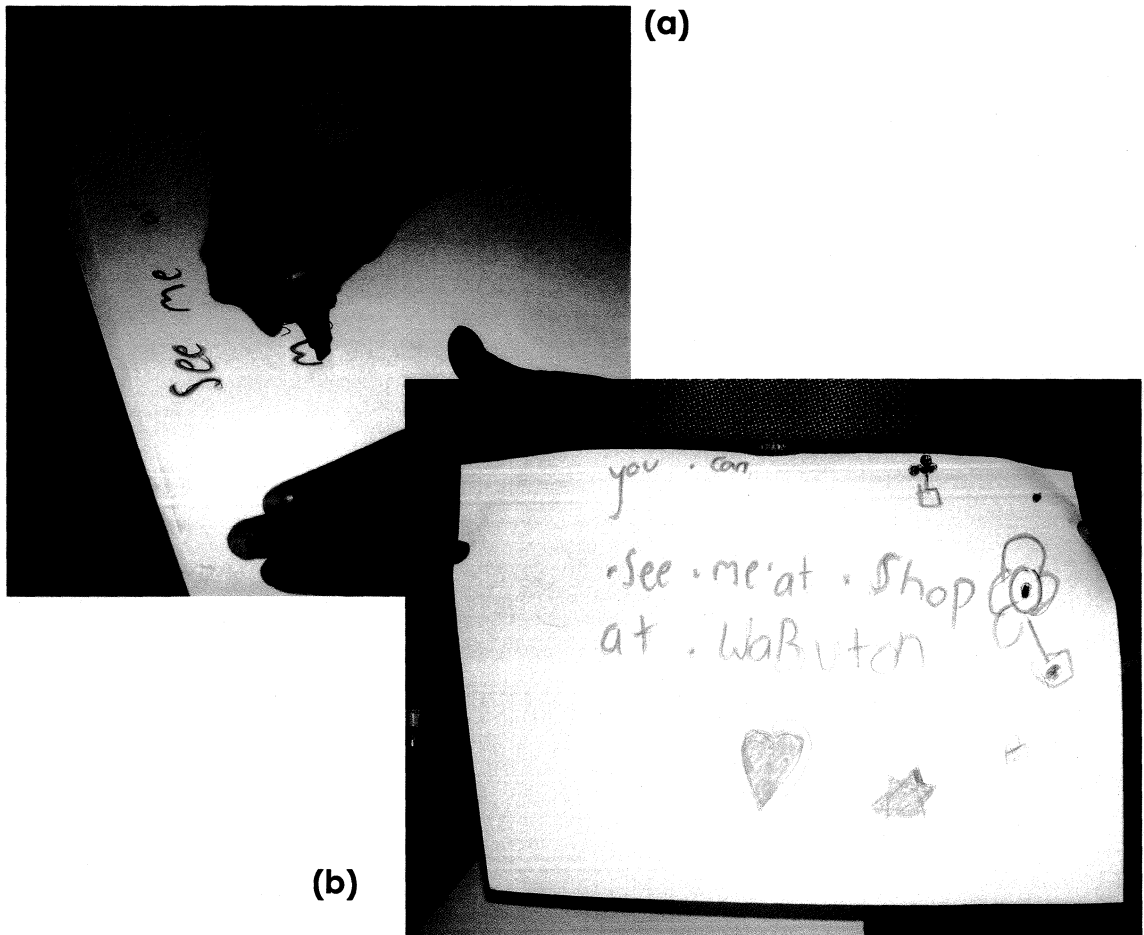 (a)
see me
you . can
. see . me . at . Shop
at . WaRuton
(b)